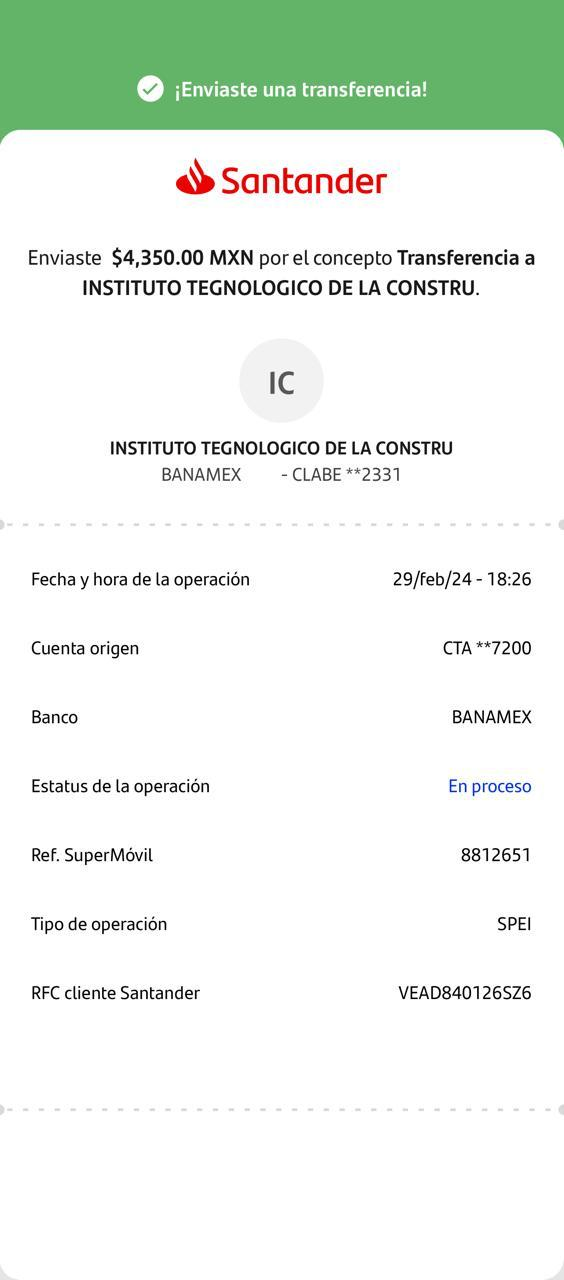 ¡Enviaste una transferencia!
Santander
Enviaste $4,350.00 MXN por el concepto Transferencia a
INSTITUTO TEGNOLOGICO DE LA CONSTRU.
IC
INSTITUTO TEGNOLOGICO DE LA CONSTRU
BANAMEX - CLABE **2331
Fecha y hora de la operación 29/feb/24 - 18:26
Cuenta origen CTA **7200
Banco BANAMEX
Estatus de la operación En proceso
Ref. SuperMóvil 8812651
Tipo de operación SPEI
RFC cliente Santander VEAD840126SZ6